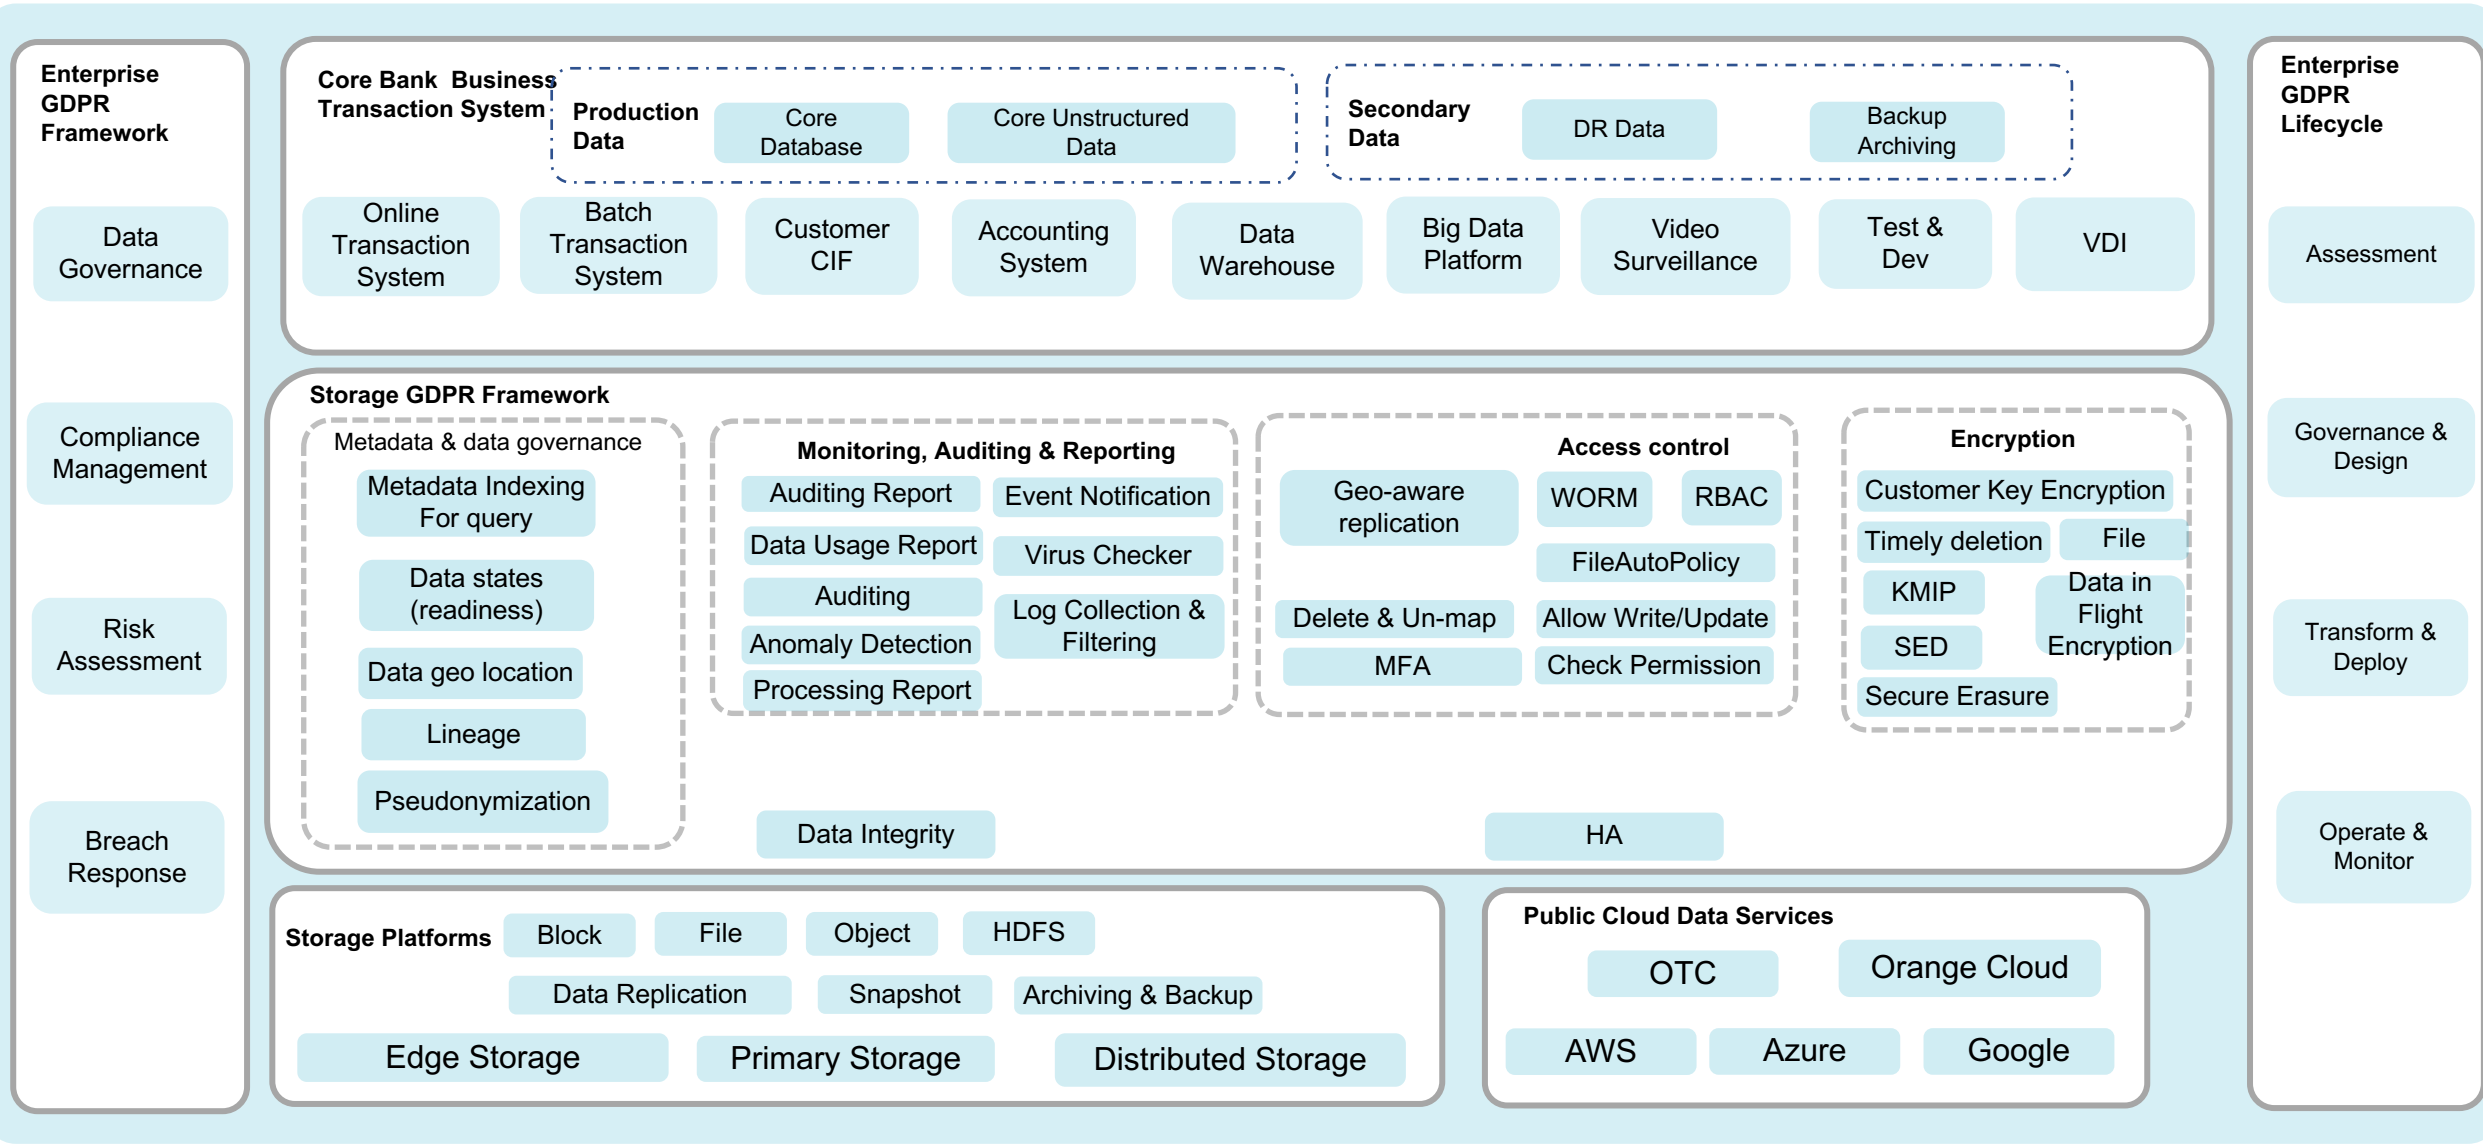 Enterprise
GDPR
Framework
Data
Governance
Compliance
Management
Risk
Assessment
Breach
Response
Core Bank  Business
Transaction System
Production
Data
Core
Database
Core Unstructured
Data
Secondary
Data
DR Data
Backup
Archiving
Online
Transaction
System
Batch
Transaction
System
Customer
CIF
Accounting
System
Data
Warehouse
Big Data
Platform
Video
Surveillance
Test &
Dev
VDI
Storage GDPR Framework
Metadata & data governance
Metadata Indexing
For query
Data states
(readiness)
Data geo location
Lineage
Pseudonymization
Monitoring, Auditing & Reporting
Auditing Report
Data Usage Report
Auditing
Anomaly Detection
Processing Report
Event Notification
Virus Checker
Log Collection &
Filtering
Access control
Geo-aware
replication
WORM
RBAC
FileAutoPolicy
Delete & Un-map
Allow Write/Update
MFA
Check Permission
Encryption
Customer Key Encryption
Timely deletion
File
KMIP
Data in
Flight
Encryption
SED
Secure Erasure
Data Integrity
HA
Storage Platforms
Block
File
Object
HDFS
Data Replication
Snapshot
Archiving & Backup
Edge Storage
Primary Storage
Distributed Storage
Public Cloud Data Services
OTC
Orange Cloud
AWS
Azure
Google
Enterprise
GDPR
Lifecycle
Assessment
Governance &
Design
Transform &
Deploy
Operate &
Monitor